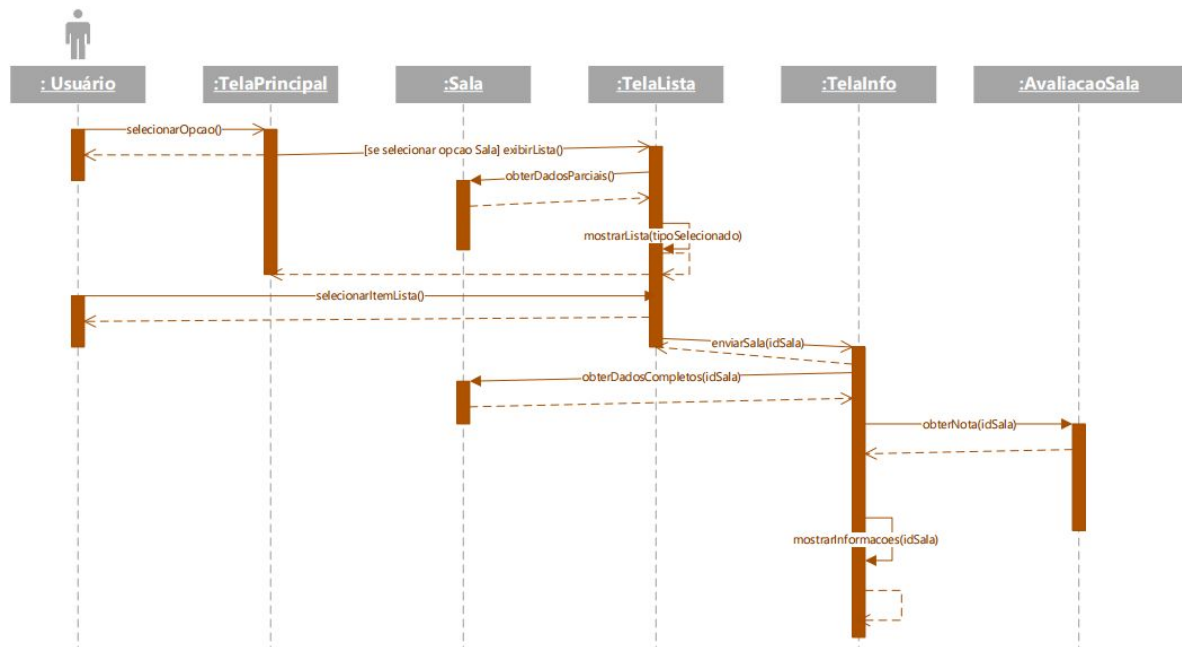 : Usuário
:TelaPrincipal
:Sala
:TelaLista
:TelaInfo
:AvaliacaoSala
selecionarOpcao()
[se selecionar opcao Sala] exibirLista()
obterDadosParciais()
mostrarLista(tipoSelecionado)
selecionarItemLista()
enviarSala(idSala)
obterDadosCompletos(idSala)
obterNota(idSala)
mostrarInformacoes(idSala)